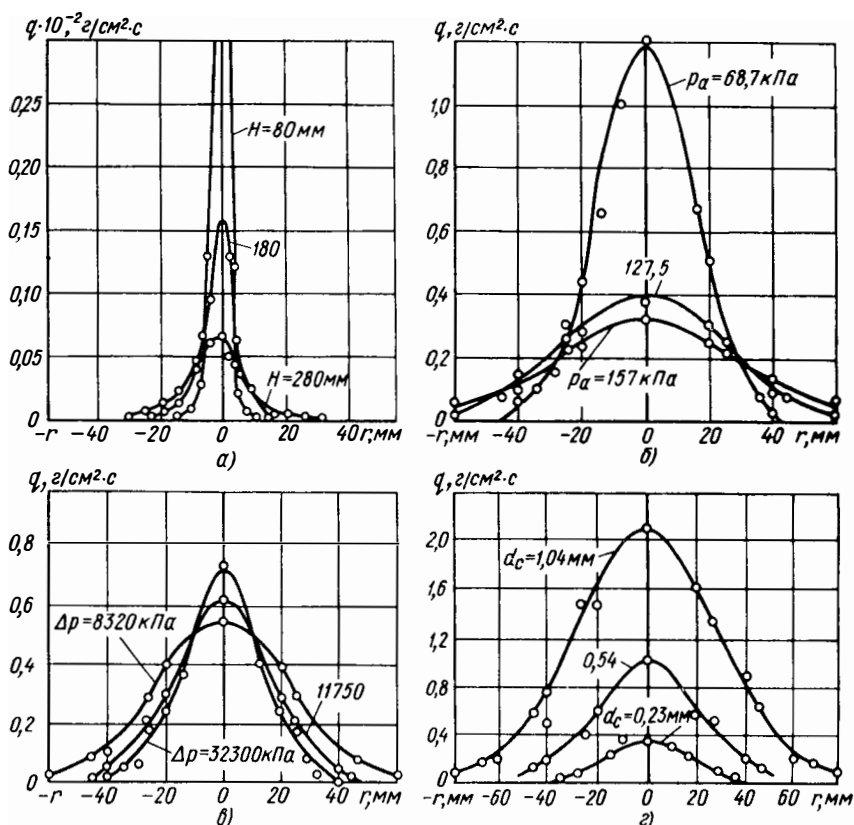 q·10,⁻²г/см²·с
0,25
0,20
0,15
0,10
0,05
0
H=80мм
180
H=280мм
-r -40 -20 0 20 40 r,мм
а)
q,г/см²·с
1,0
0,8
0,6
0,4
0,2
0
pа=68,7кПа
127,5
pа=157кПа
-r,мм -40 -20 0 20 40 r,мм
б)
q,г/см²·с
0,8
0,6
0,4
0,2
0
Δp=8320кПа
11750
Δp=32300кПа
-r -40 -20 0 20 40 r,мм
в)
q,г/см²·с
2,0
1,6
1,2
0,8
0,4
0
dс=1,04мм
0,54
dс=0,23мм
-r,мм -60 -40 -20 0 20 40 60 r,мм
г)